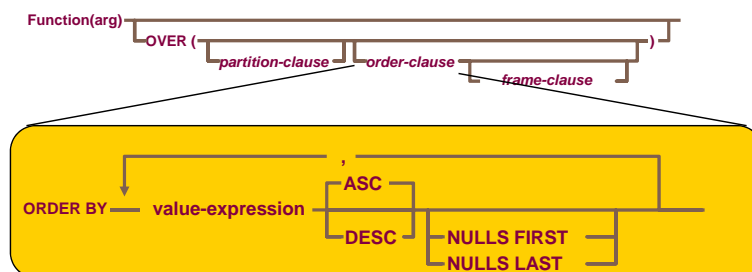 Function(arg)
OVER ( )
partition-clause order-clause
frame-clause
,
ASC
ORDER BY value-expression
DESC NULLS FIRST
NULLS LAST